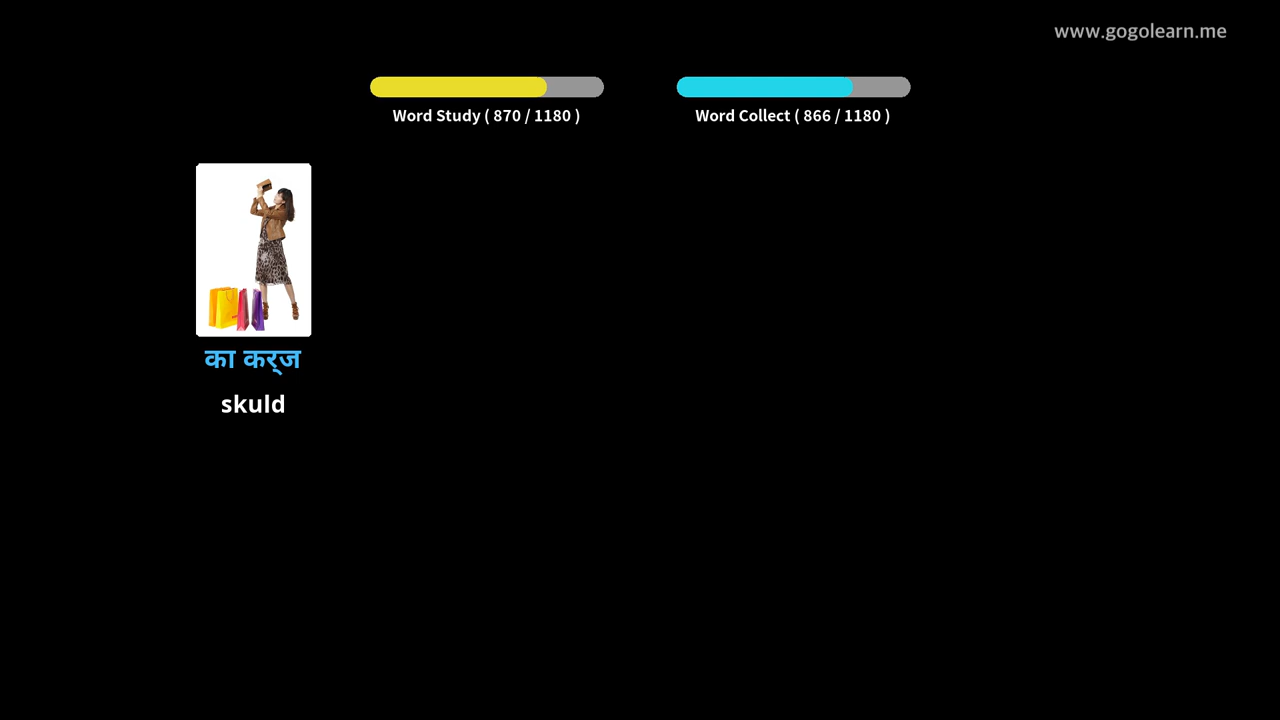 www.gogolearn.me
Word Study ( 870 / 1180 )
Word Collect ( 866 / 1180 )
का कर्ज
skuld